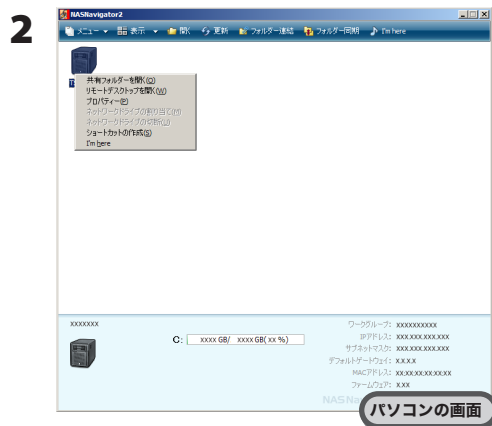 2
NASNavigator2
メニュー 表示 開く 更新 フォルダー連結 フォルダー同期 I'm here
共有フォルダーを開く(O)
リモートデスクトップを開く(W)
プロパティー(P)
ネットワークドライブの割り当て(M)
ネットワークドライブの切断(U)
ショートカットの作成(S)
I'm here
xxxxxxx
C: xxxx GB/ xxxx GB( xx %)
ワークグループ: xxxxxxxxxx
IPアドレス: xxx.xxx.xxx.xxx
サブネットマスク: xxx.xxx.xxx.xxx
デフォルトゲートウェイ: x.x.x.x
MACアドレス: xx:xx:xx:xx:xx:xx
ファームウェア: x.xx
パソコンの画面